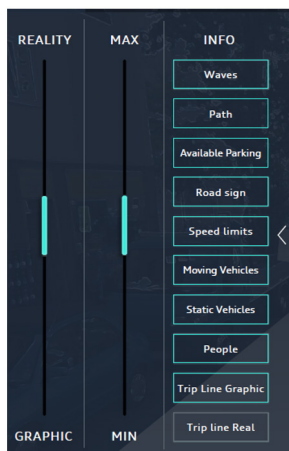 REALITY MAX INFO
Waves
Path
Available Parking
Road sign
Speed limits
Moving Vehicles
Static Vehicles
People
Trip Line Graphic
Trip line Real
GRAPHIC MIN